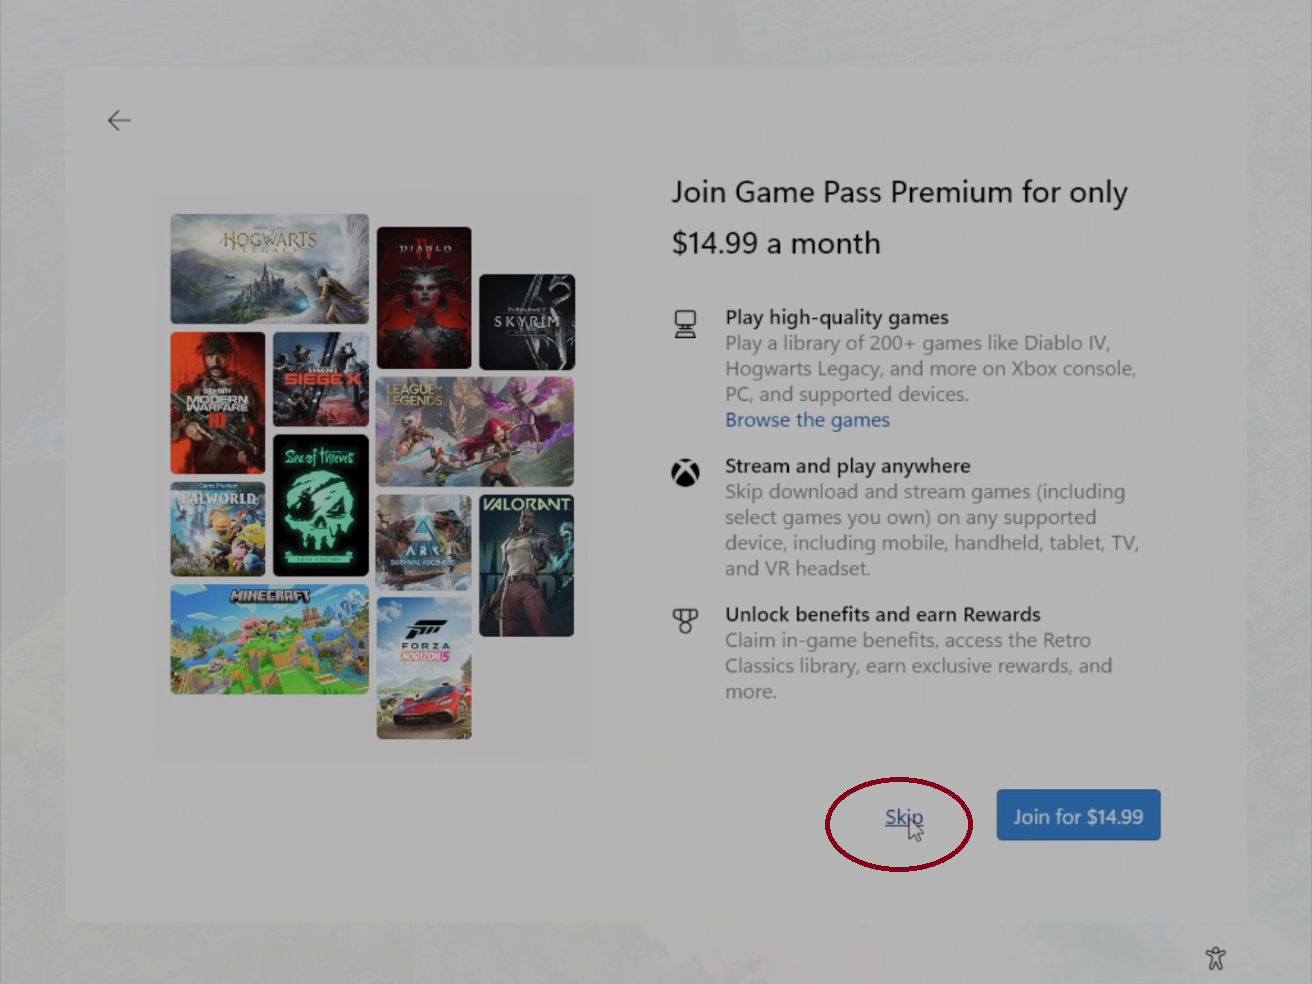 Join Game Pass Premium for only
$14.99 a month
HOGWARTS
LEGACY
DIABLO
IV
SKYRIM
Play high-quality games
Play a library of 200+ games like Diablo IV,
Hogwarts Legacy, and more on Xbox console,
PC, and supported devices.
Browse the games
MODERN
WARFARE
SIEGE X
LEAGUE OF
LEGENDS
Sea of Thieves
Stream and play anywhere
Skip download and stream games (including
select games you own) on any supported
device, including mobile, handheld, tablet, TV,
and VR headset.
PALWORLD
ARK
SURVIVAL ASCENDED
VALORANT
Unlock benefits and earn Rewards
Claim in-game benefits, access the Retro
Classics library, earn exclusive rewards, and
more.
MINECRAFT
FORZA
HORIZON 5
Skip
Join for $14.99